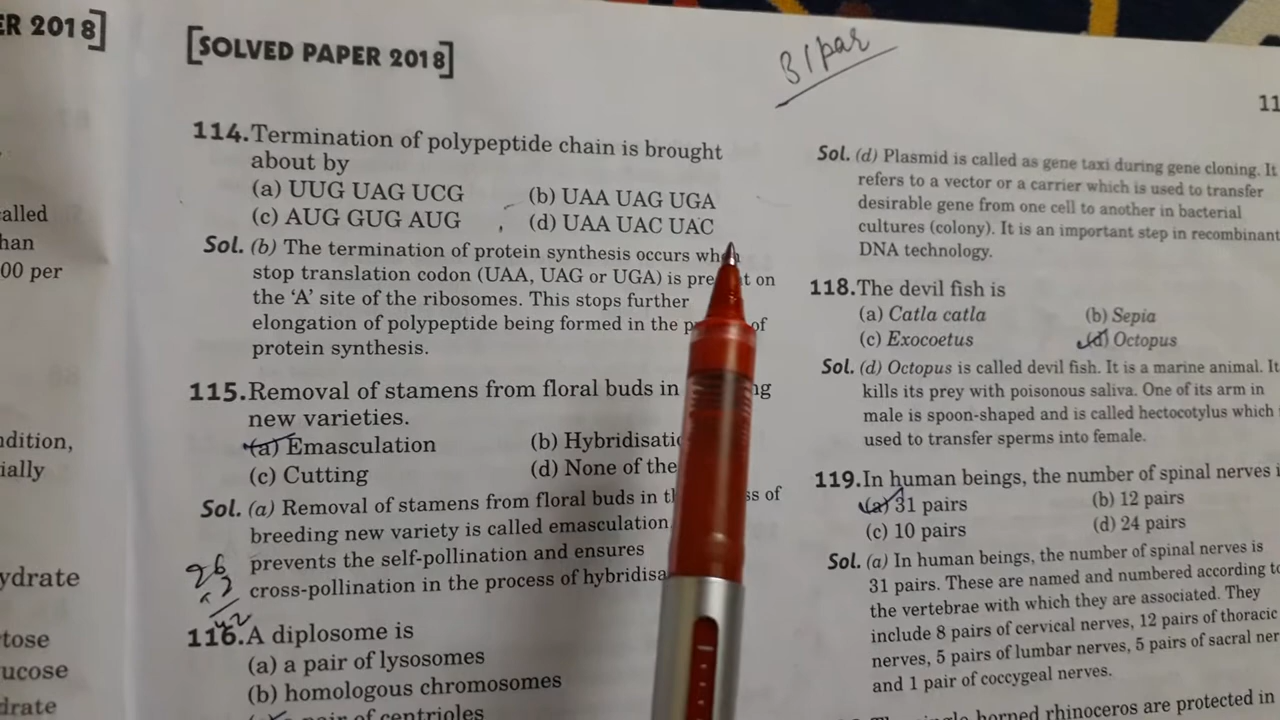 ER 2018]
alled
han
00 per
ndition,
ially
ydrate
tose
ucose
drate
[SOLVED PAPER 2018]
114. Termination of polypeptide chain is brought
about by
(a) UUG UAG UCG (b) UAA UAG UGA
(c) AUG GUG AUG (d) UAA UAC UAC
Sol. (b) The termination of protein synthesis occurs when
stop translation codon (UAA, UAG or UGA) is pre t on
the ‘A’ site of the ribosomes. This stops further
elongation of polypeptide being formed in the p of
protein synthesis.
115. Removal of stamens from floral buds in ng
new varieties.
(a) Emasculation (b) Hybridisatio
(c) Cutting (d) None of the
Sol. (a) Removal of stamens from floral buds in t ss of
breeding new variety is called emasculation
prevents the self-pollination and ensures
cross-pollination in the process of hybridisa
116. A diplosome is
(a) a pair of lysosomes
(b) homologous chromosomes
pair of centrioles
31 par
11
Sol. (d) Plasmid is called as gene taxi during gene cloning. It
refers to a vector or a carrier which is used to transfer
desirable gene from one cell to another in bacterial
cultures (colony). It is an important step in recombinant
DNA technology.
118. The devil fish is
(a) Catla catla (b) Sepia
(c) Exocoetus (d) Octopus
Sol. (d) Octopus is called devil fish. It is a marine animal. It
kills its prey with poisonous saliva. One of its arm in
male is spoon-shaped and is called hectocotylus which
used to transfer sperms into female.
119. In human beings, the number of spinal nerves i
(a) 31 pairs (b) 12 pairs
(c) 10 pairs (d) 24 pairs
Sol. (a) In human beings, the number of spinal nerves is
31 pairs. These are named and numbered according to
the vertebrae with which they are associated. They
include 8 pairs of cervical nerves, 12 pairs of thoracic
nerves, 5 pairs of lumbar nerves, 5 pairs of sacral ner
and 1 pair of coccygeal nerves.
horned rhinoceros are protected in